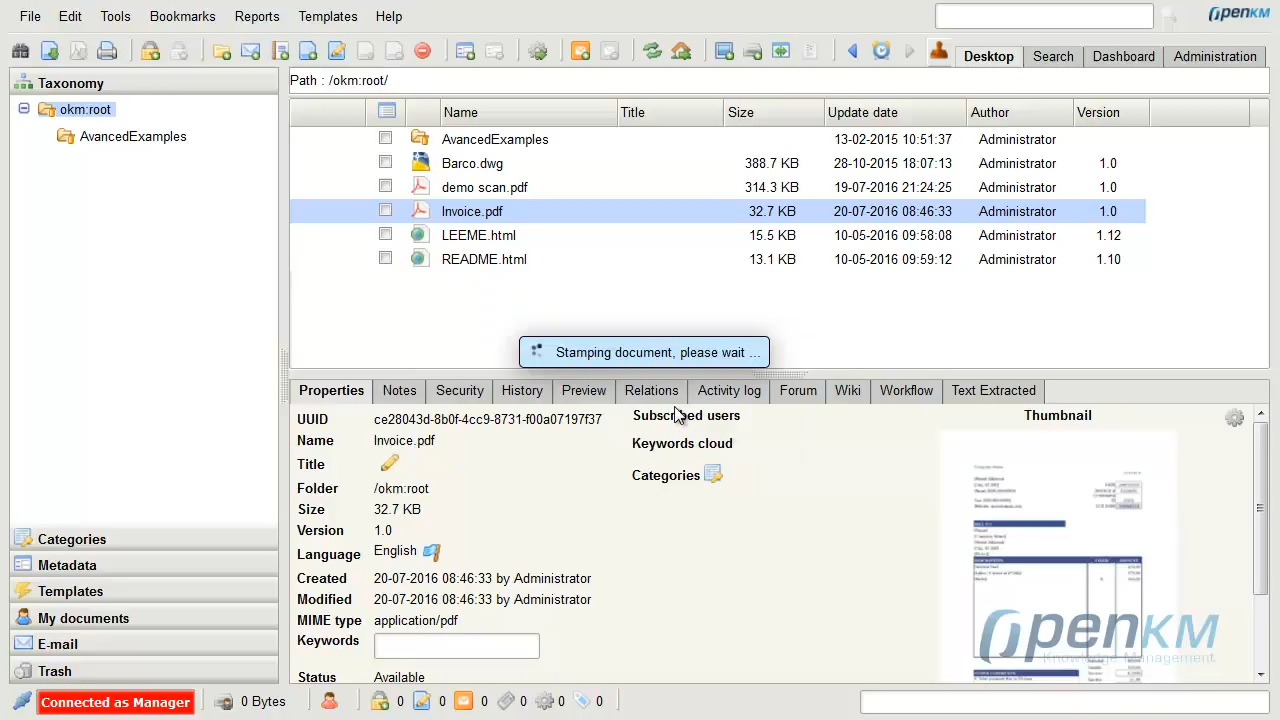 File Edit Tools Bookmarks Reports Templates Help
OPENKM
Desktop Search Dashboard Administration
Taxonomy
Path : /okm:root/
okm:root
AvancedExamples
Name Title Size Update date Author Version
AvancedExamples 13-02-2015 10:51:37 Administrator
Barco.dwg 388.7 KB 23-10-2015 18:07:13 Administrator 1.0
demo scan.pdf 314.3 KB 19-07-2016 21:24:25 Administrator 1.0
Invoice.pdf 32.7 KB 20-07-2016 08:46:33 Administrator 1.0
LEEME.html 15.5 KB 10-05-2016 09:58:08 Administrator 1.12
README.html 13.1 KB 10-05-2016 09:59:12 Administrator 1.10
Stamping document, please wait ...
Properties Notes Security History Preview Relations Activity log Forum Wiki Workflow Text Extracted
UUID ce28043d-8b0f-4cc9-8731-f00a07197f37
Name Invoice.pdf
Title
Folder okm:root
Size 32.7 KB
Version 1.0
Language English
Created 20-07-2016 08:46:33 by Administrator
Modified 20-07-2016 08:46:33 by Administrator
MIME type application/pdf
Keywords
Status Available
Subscribed users
Keywords cloud
Categories
Thumbnail
OPENKM
Knowledge Management
Categories
Metadata
Templates
My documents
E-mail
Trash
Connected as Manager 0 Bytes 0 0 0 0 0 0